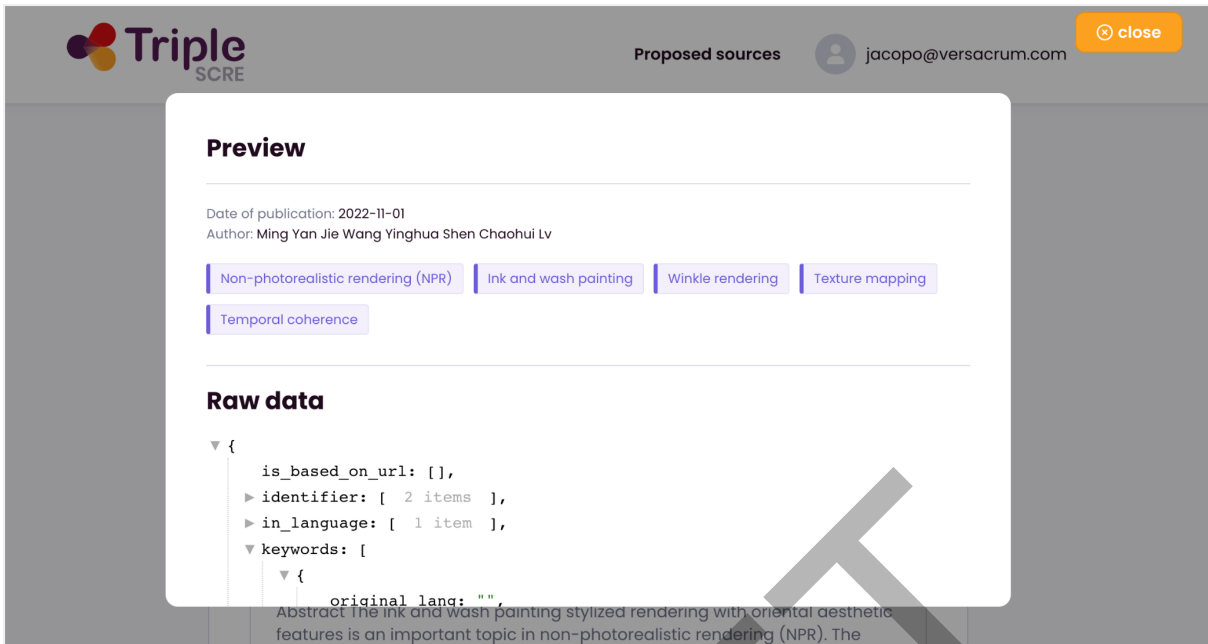 Triple
SCRE
Proposed sources
jacopo@versacrum.com
close
Preview
Date of publication: 2022-11-01
Author: Ming Yan Jie Wang Yinghua Shen Chaohui Lv
Non-photorealistic rendering (NPR)
Ink and wash painting
Winkle rendering
Texture mapping
Temporal coherence
Raw data
{
is_based_on_url: [],
identifier: [ 2 items ],
in_language: [ 1 item ],
keywords: [
{
original_lang: "",
Abstract The ink and wash painting stylized rendering with oriental aesthetic
features is an important topic in non-photorealistic rendering (NPR). The